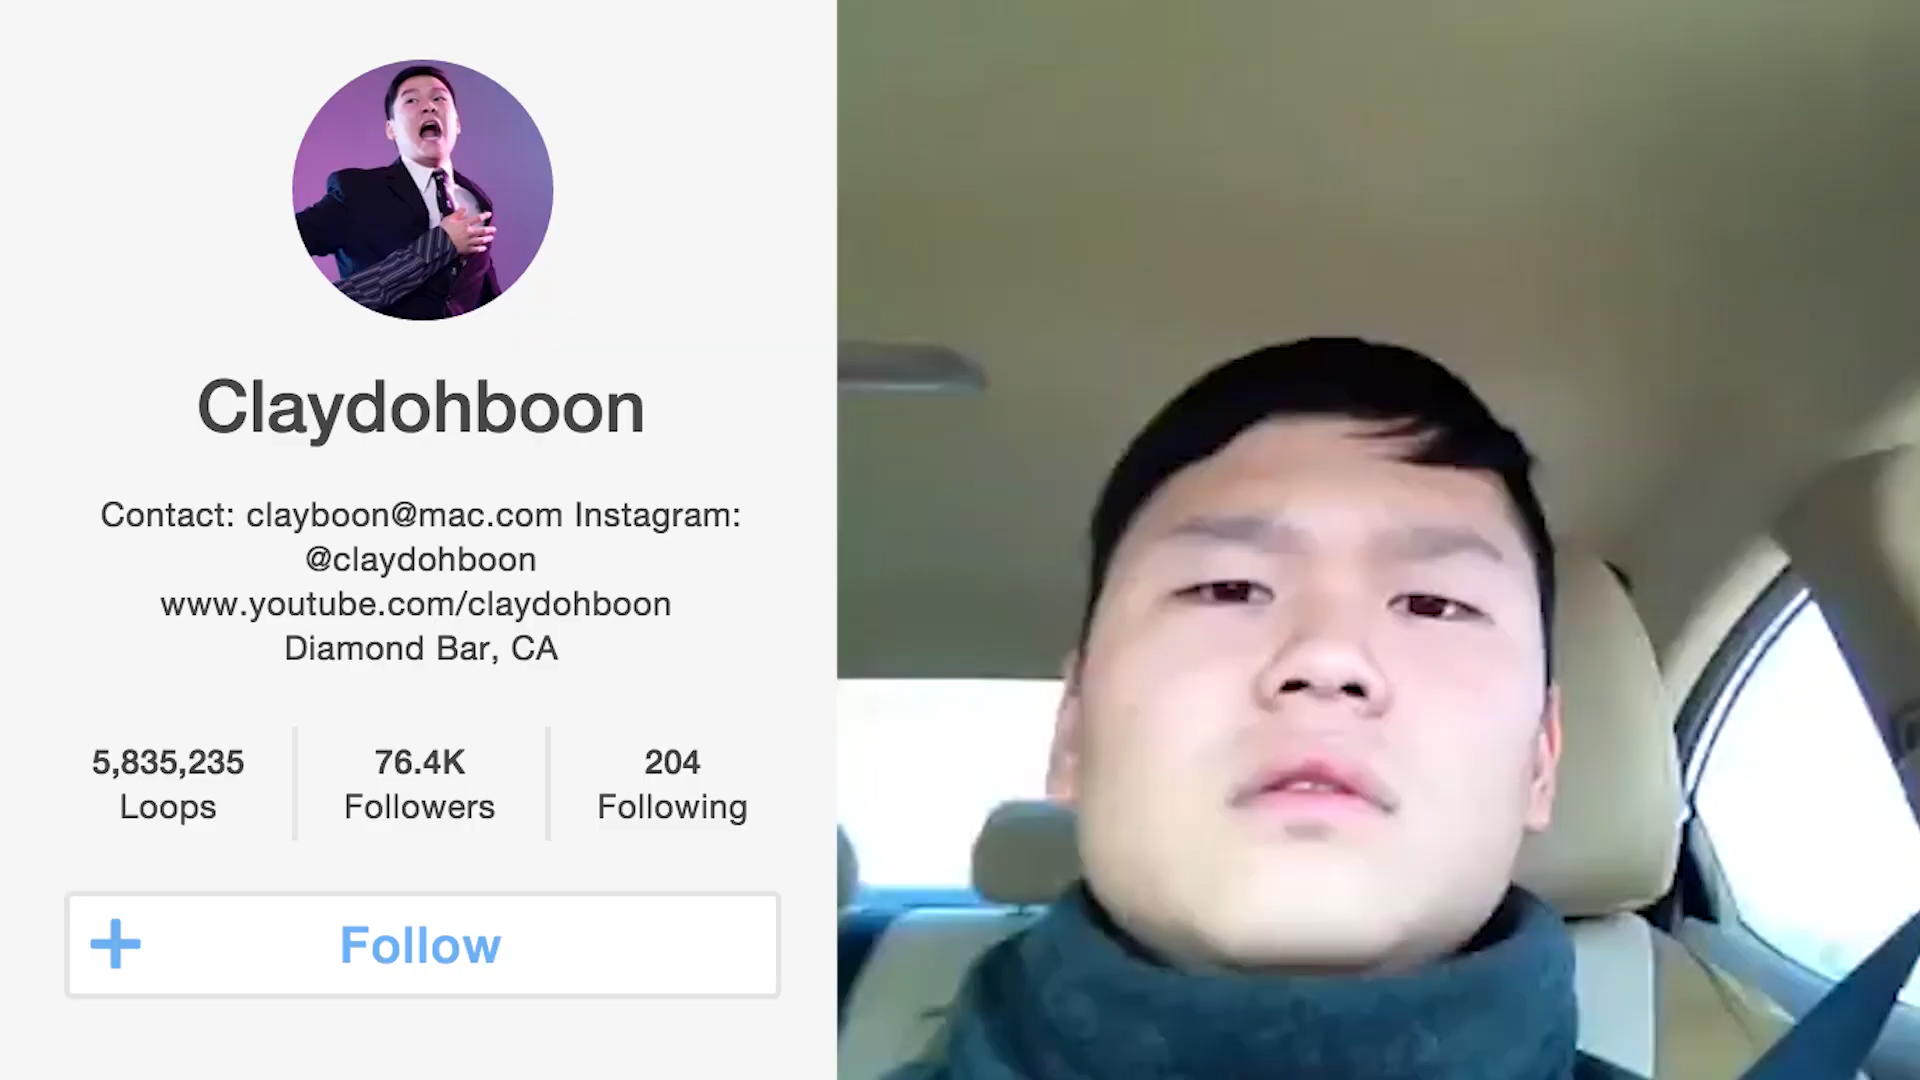 Claydohboon
Contact: clayboon@mac.com Instagram:
@claydohboon
www.youtube.com/claydohboon
Diamond Bar, CA
5,835,235
Loops
76.4K
Followers
204
Following
+ Follow